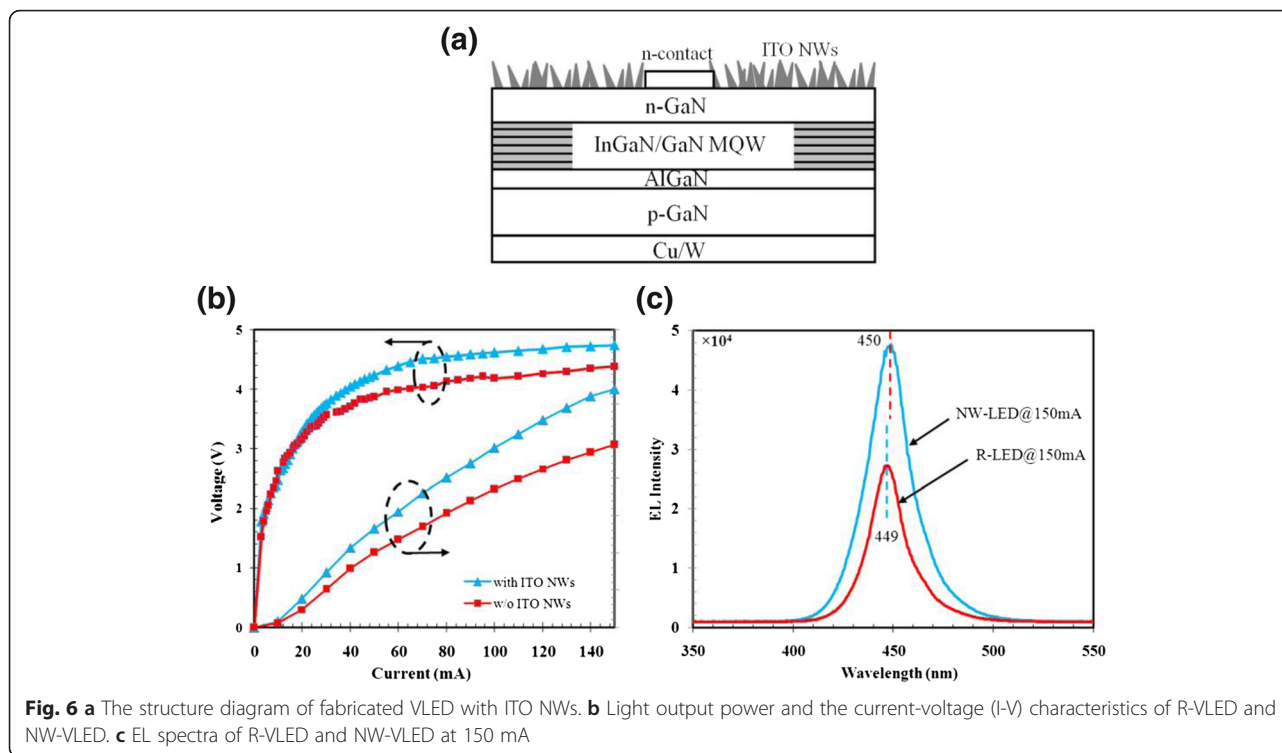 (a)
n-contact
ITO NWs
n-GaN
InGaN/GaN MQW
AlGaN
p-GaN
Cu/W
(b)
5
4
3
2
1
0
Voltage (V)
with ITO NWs
w/o ITO NWs
0 20 40 60 80 100 120 140
Current (mA)
(c)
×10⁴
5
4
3
2
1
0
EL Intensity
450
NW-LED@150mA
R-LED@150mA
449
350 400 450 500 550
Wavelength (nm)
Fig. 6 a The structure diagram of fabricated VLED with ITO NWs. b Light output power and the current-voltage (I-V) characteristics of R-VLED and
NW-VLED. c EL spectra of R-VLED and NW-VLED at 150 mA